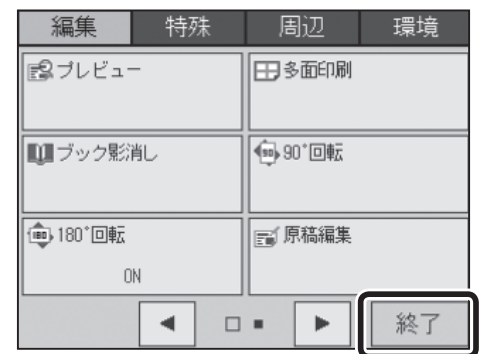 編集 特殊 周辺 環境
プレビュー 多面印刷
ブック影消し 90°回転
180°回転 原稿編集
ON
終了